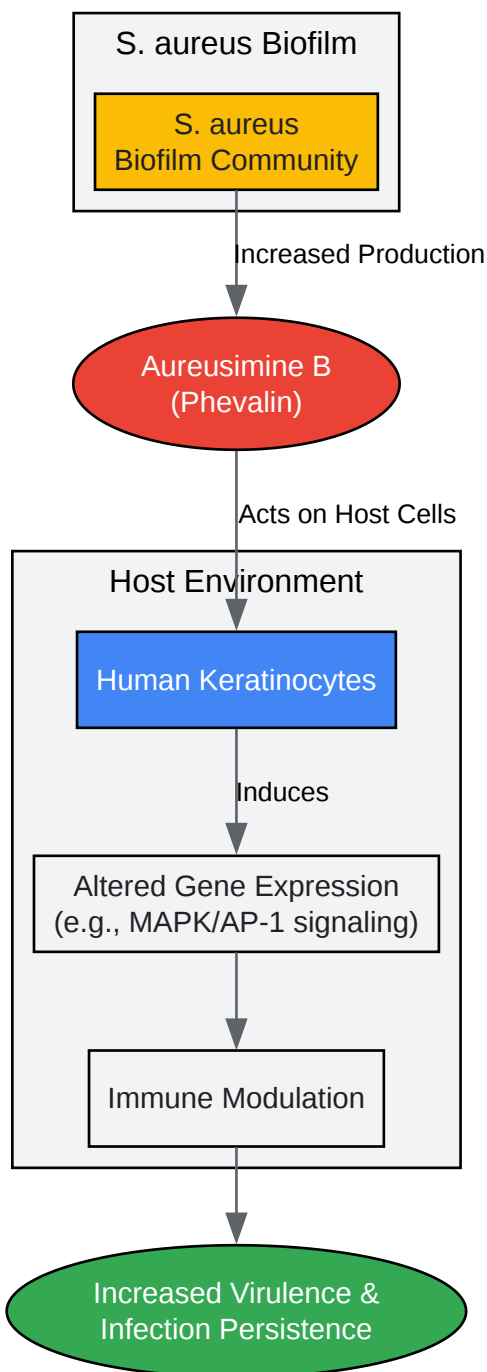 S. aureus Biofilm
S. aureus
Biofilm Community
Increased Production
Aureusimine B
(Phevalin)
Acts on Host Cells
Host Environment
Human Keratinocytes
Induces
Altered Gene Expression
(e.g., MAPK/AP-1 signaling)
Immune Modulation
Increased Virulence &
Infection Persistence